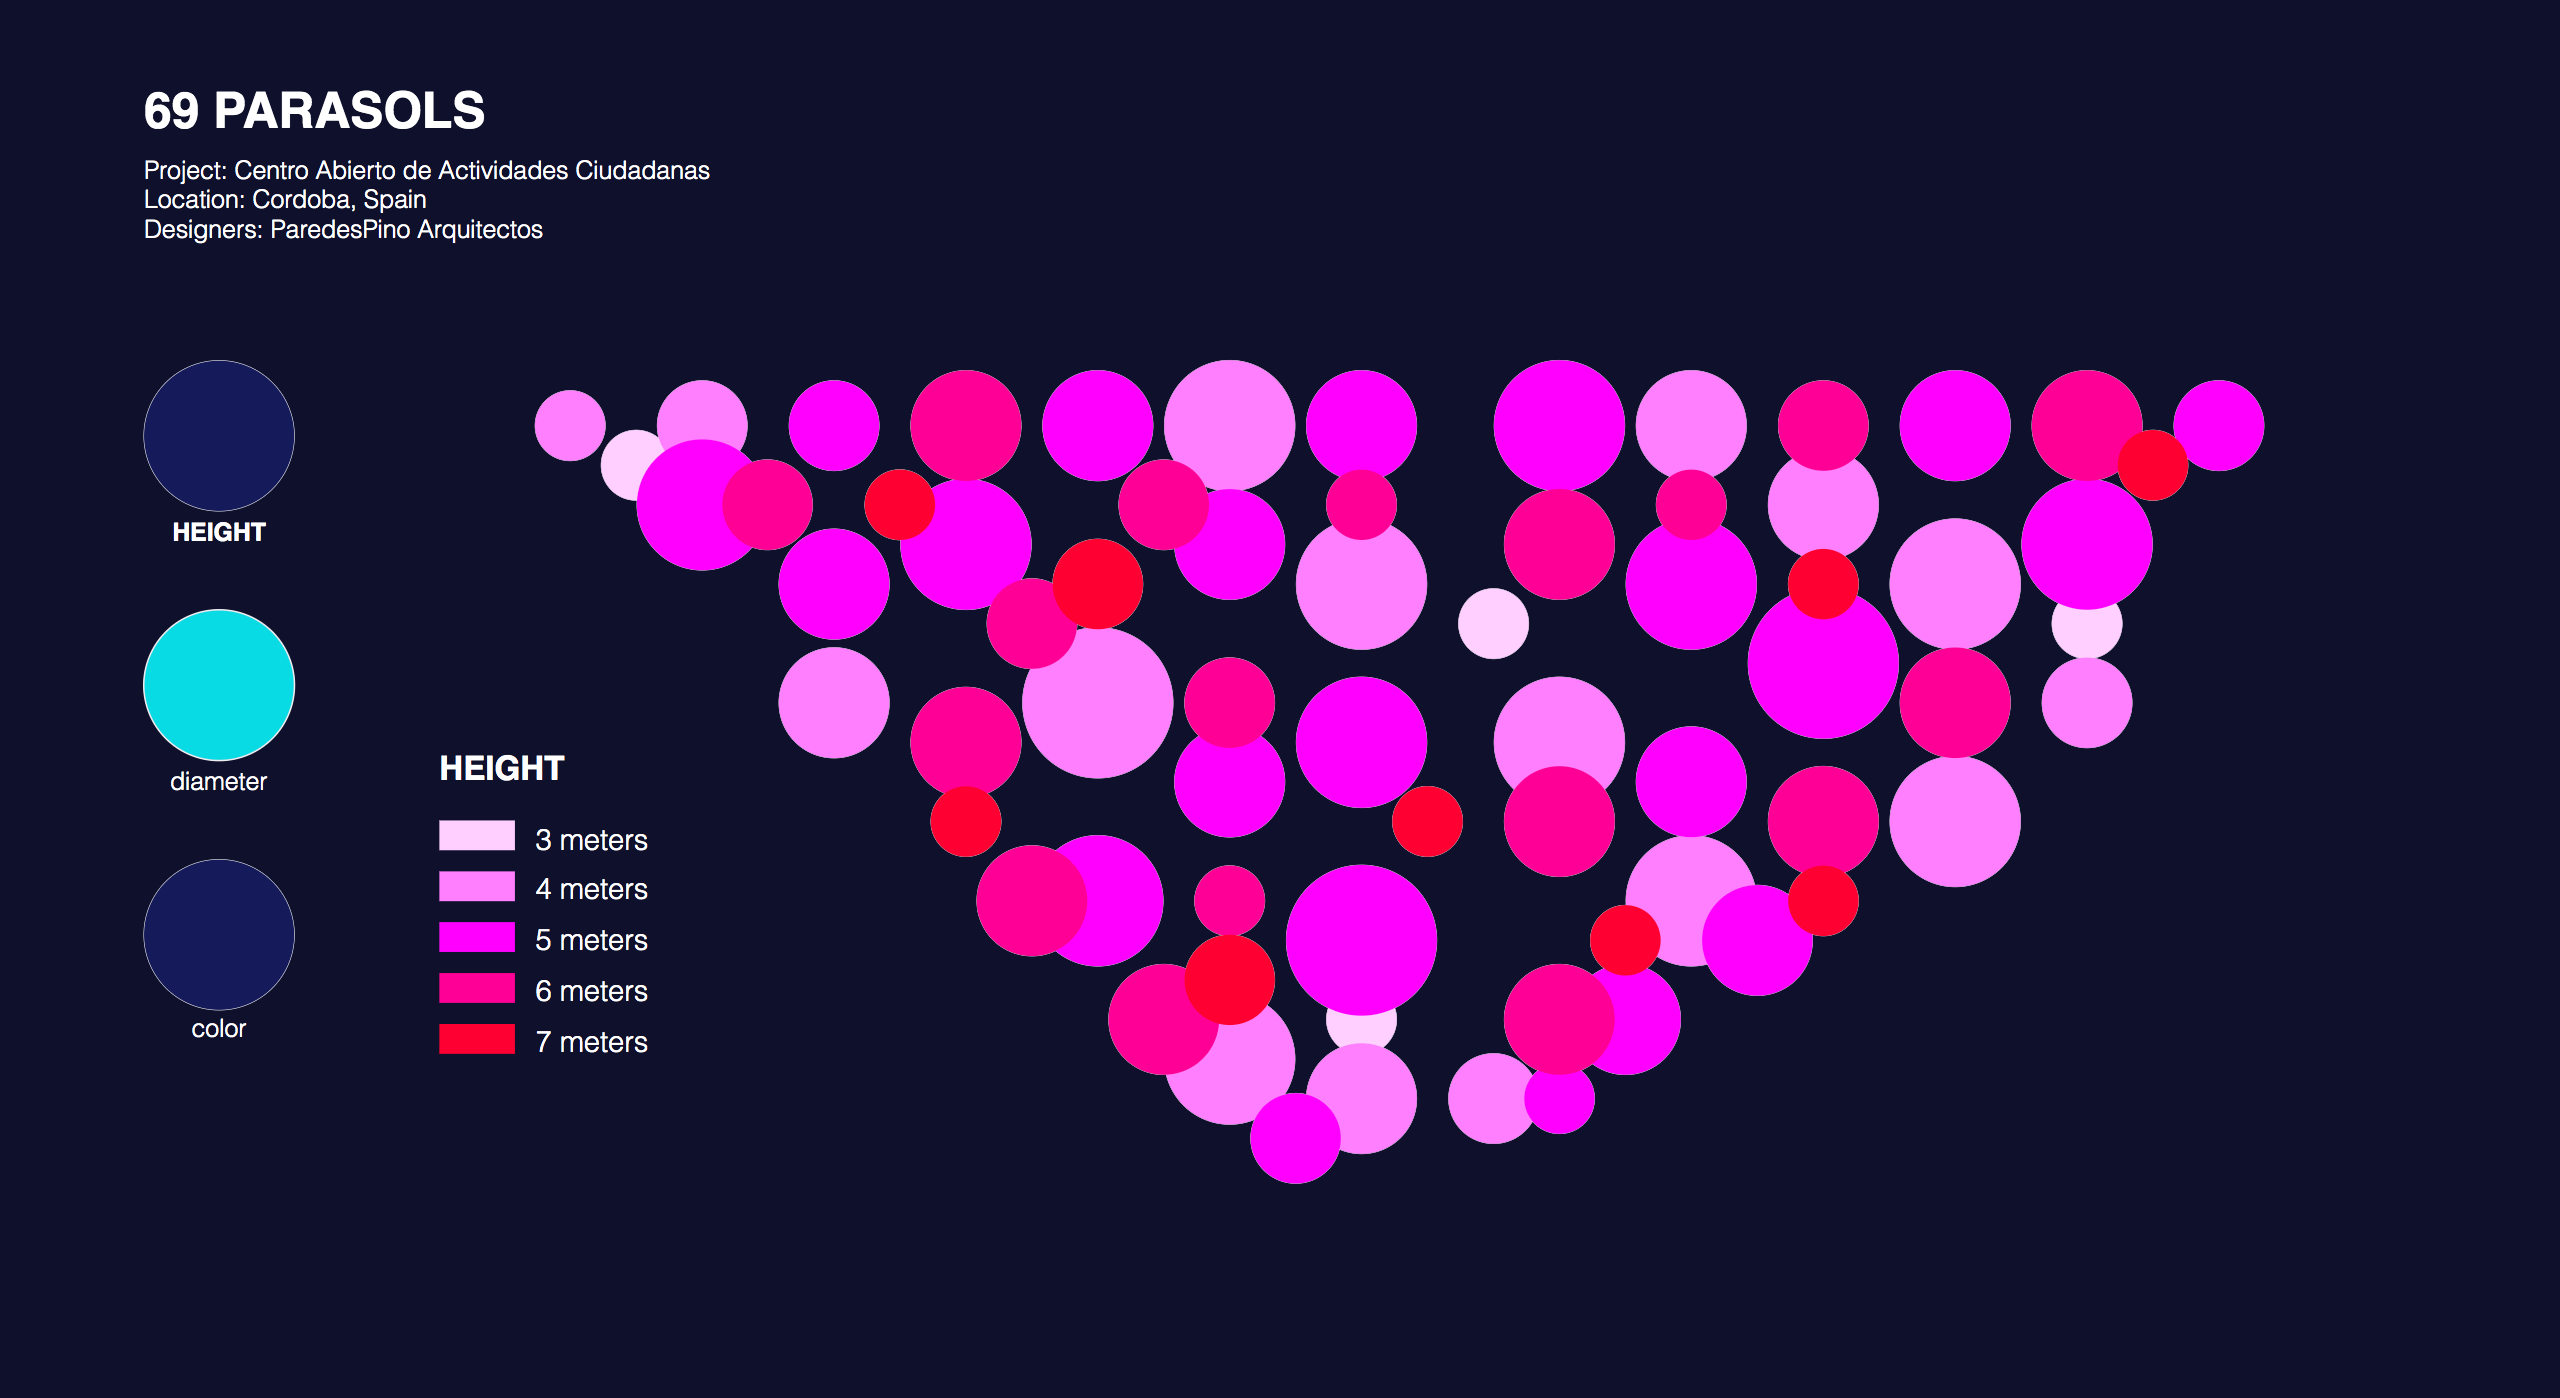 69 PARASOLS
Project: Centro Abierto de Actividades Ciudadanas
Location: Cordoba, Spain
Designers: ParedesPino Arquitectos
HEIGHT
diameter
color
HEIGHT
3 meters
4 meters
5 meters
6 meters
7 meters